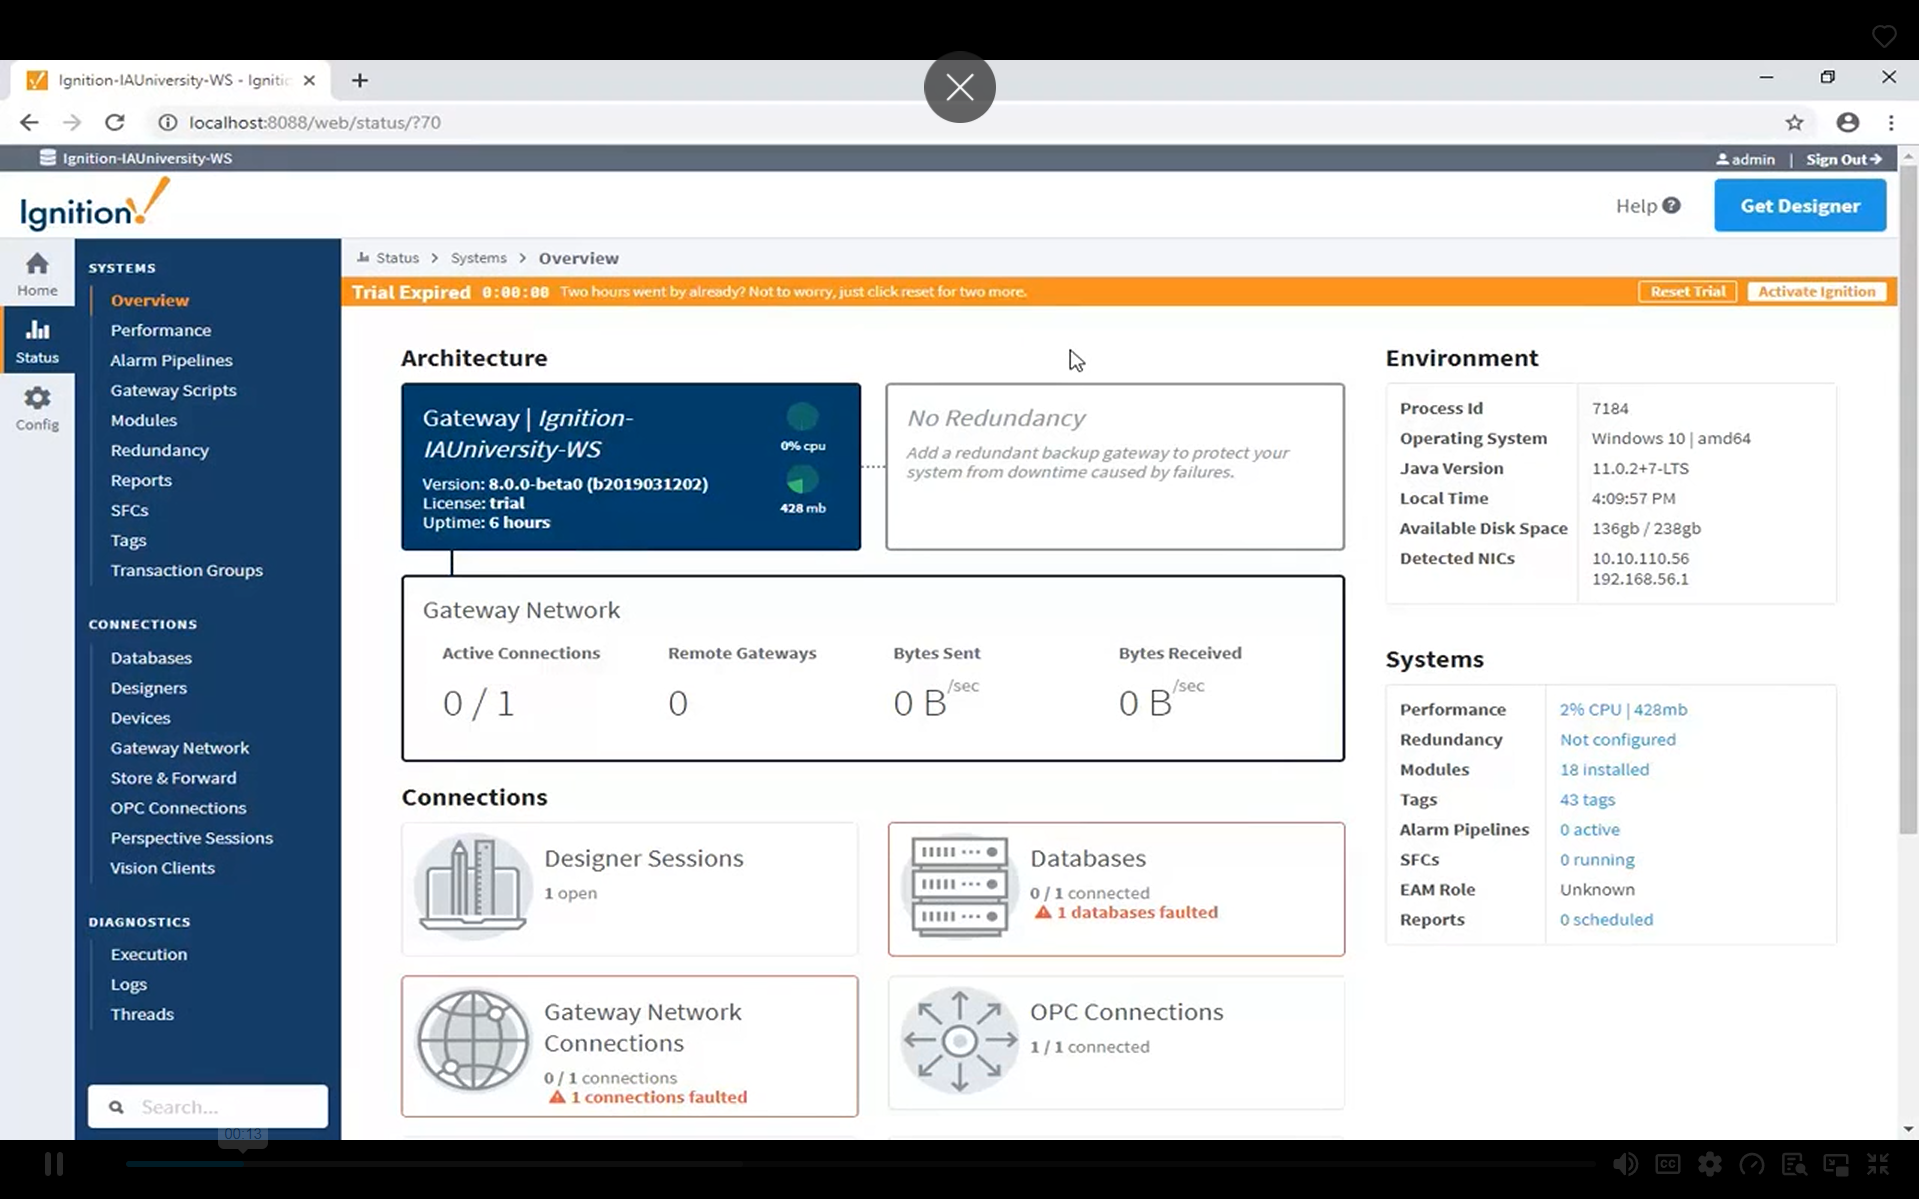 Ignition-IAUniversity-WS - Ignitic
localhost:8088/web/status/?70
Ignition-IAUniversity-WS
admin | Sign Out
Ignition!
Help
Get Designer
Home
Status
Config
SYSTEMS
Overview
Performance
Alarm Pipelines
Gateway Scripts
Modules
Redundancy
Reports
SFCs
Tags
Transaction Groups
CONNECTIONS
Databases
Designers
Devices
Gateway Network
Store & Forward
OPC Connections
Perspective Sessions
Vision Clients
DIAGNOSTICS
Execution
Logs
Threads
Search...
Status > Systems > Overview
Trial Expired 0:00:00 Two hours went by already? Not to worry, just click reset for two more.
Reset Trial
Activate Ignition
Architecture
Gateway | Ignition-
IAUniversity-WS
Version: 8.0.0-beta0 (b2019031202)
License: trial
Uptime: 6 hours
0% cpu
428 mb
No Redundancy
Add a redundant backup gateway to protect your
system from downtime caused by failures.
Gateway Network
Active Connections Remote Gateways Bytes Sent Bytes Received
0 / 1 0 0 B/sec 0 B/sec
Connections
Designer Sessions
1 open
Databases
0 / 1 connected
1 databases faulted
Gateway Network
Connections
0 / 1 connections
1 connections faulted
OPC Connections
1 / 1 connected
Environment
Process Id 7184
Operating System Windows 10 | amd64
Java Version 11.0.2+7-LTS
Local Time 4:09:57 PM
Available Disk Space 136gb / 238gb
Detected NICs 10.10.110.56
192.168.56.1
Systems
Performance 2% CPU | 428mb
Redundancy Not configured
Modules 18 installed
Tags 43 tags
Alarm Pipelines 0 active
SFCs 0 running
EAM Role Unknown
Reports 0 scheduled
00:13
CC